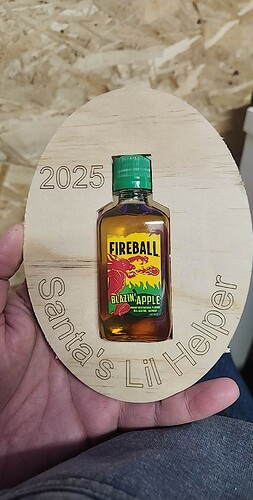 2025
FIREBALL
BLAZIN' APPLE
Santa's Lil Helper